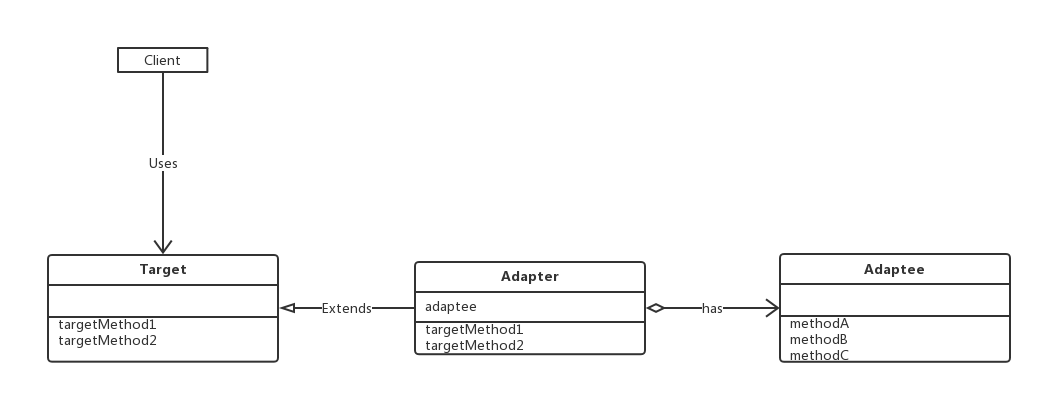 Client
Uses
Target
targetMethod1
targetMethod2
Extends
Adapter
adaptee
targetMethod1
targetMethod2
has
Adaptee
methodA
methodB
methodC